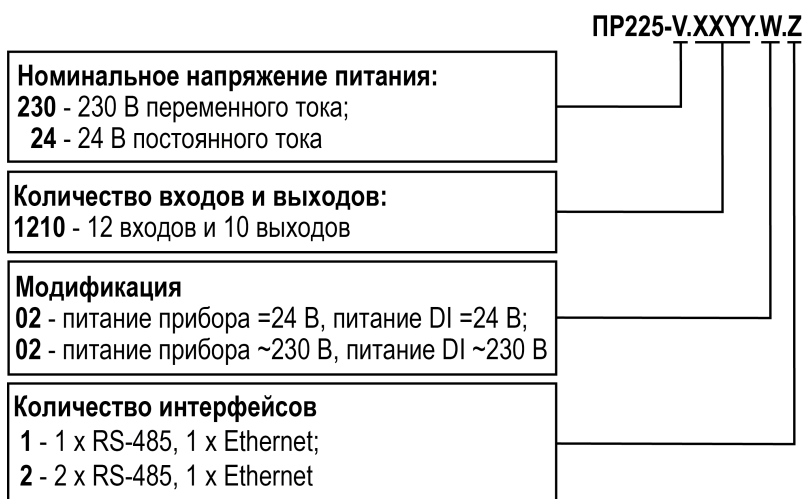 ПР225-V.XXYY.W.Z
Номинальное напряжение питания:
230 - 230 В переменного тока;
24 - 24 В постоянного тока
Количество входов и выходов:
1210 - 12 входов и 10 выходов
Модификация
02 - питание прибора =24 В, питание DI =24 В;
02 - питание прибора ~230 В, питание DI ~230 В
Количество интерфейсов
1 - 1 x RS-485, 1 x Ethernet;
2 - 2 x RS-485, 1 x Ethernet